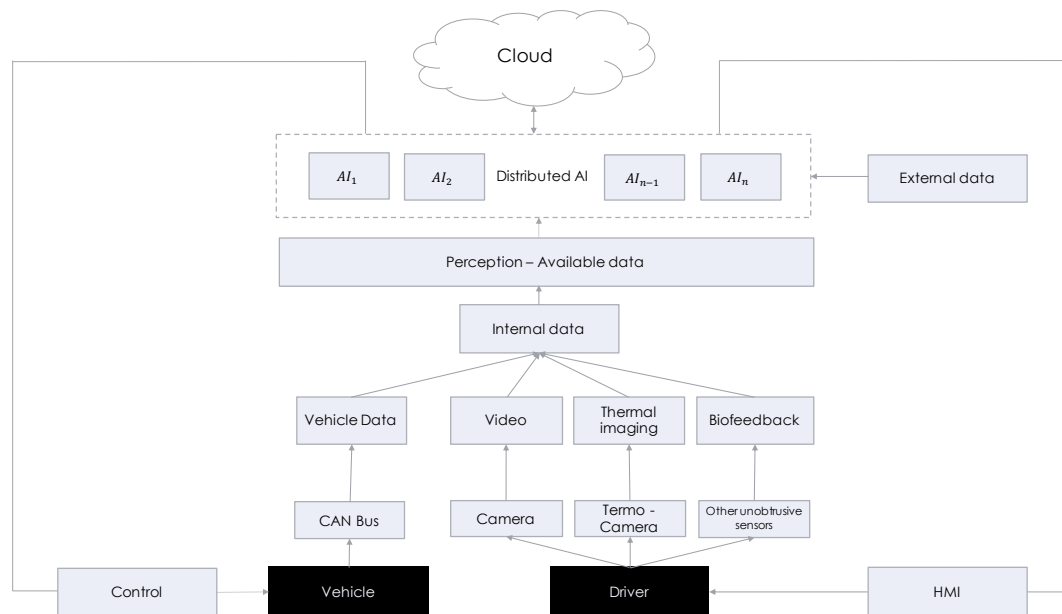 Cloud
AI₁
AI₂
Distributed AI
AIₙ₋₁
AIₙ
External data
Perception – Available data
Internal data
Vehicle Data
Video
Thermal
imaging
Biofeedback
CAN Bus
Camera
Termo -
Camera
Other unobtrusive
sensors
Control
Vehicle
Driver
HMI